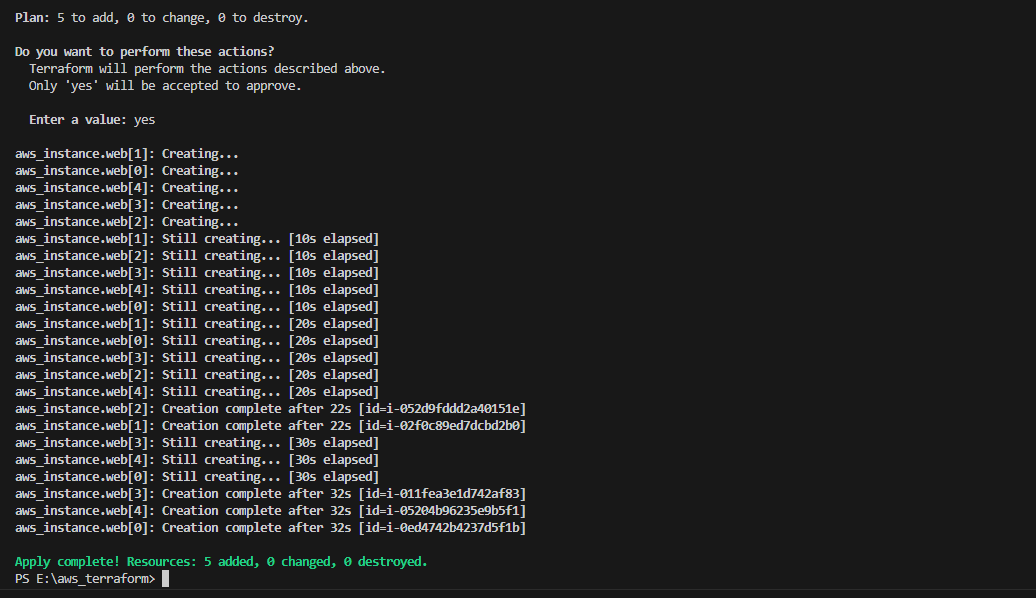 Plan: 5 to add, 0 to change, 0 to destroy.
Do you want to perform these actions?
Terraform will perform the actions described above.
Only 'yes' will be accepted to approve.
Enter a value: yes
aws_instance.web[1]: Creating...
aws_instance.web[0]: Creating...
aws_instance.web[4]: Creating...
aws_instance.web[3]: Creating...
aws_instance.web[2]: Creating...
aws_instance.web[1]: Still creating... [10s elapsed]
aws_instance.web[2]: Still creating... [10s elapsed]
aws_instance.web[3]: Still creating... [10s elapsed]
aws_instance.web[4]: Still creating... [10s elapsed]
aws_instance.web[0]: Still creating... [10s elapsed]
aws_instance.web[1]: Still creating... [20s elapsed]
aws_instance.web[0]: Still creating... [20s elapsed]
aws_instance.web[3]: Still creating... [20s elapsed]
aws_instance.web[2]: Still creating... [20s elapsed]
aws_instance.web[4]: Still creating... [20s elapsed]
aws_instance.web[2]: Creation complete after 22s [id=i-052d9fddd2a40151e]
aws_instance.web[1]: Creation complete after 22s [id=i-02f0c89ed7dcbd2b0]
aws_instance.web[3]: Still creating... [30s elapsed]
aws_instance.web[4]: Still creating... [30s elapsed]
aws_instance.web[0]: Still creating... [30s elapsed]
aws_instance.web[3]: Creation complete after 32s [id=i-011fea3e1d742af83]
aws_instance.web[4]: Creation complete after 32s [id=i-05204b96235e9b5f1]
aws_instance.web[0]: Creation complete after 32s [id=i-0ed4742b4237d5f1b]
Apply complete! Resources: 5 added, 0 changed, 0 destroyed.
PS E:\aws_terraform>